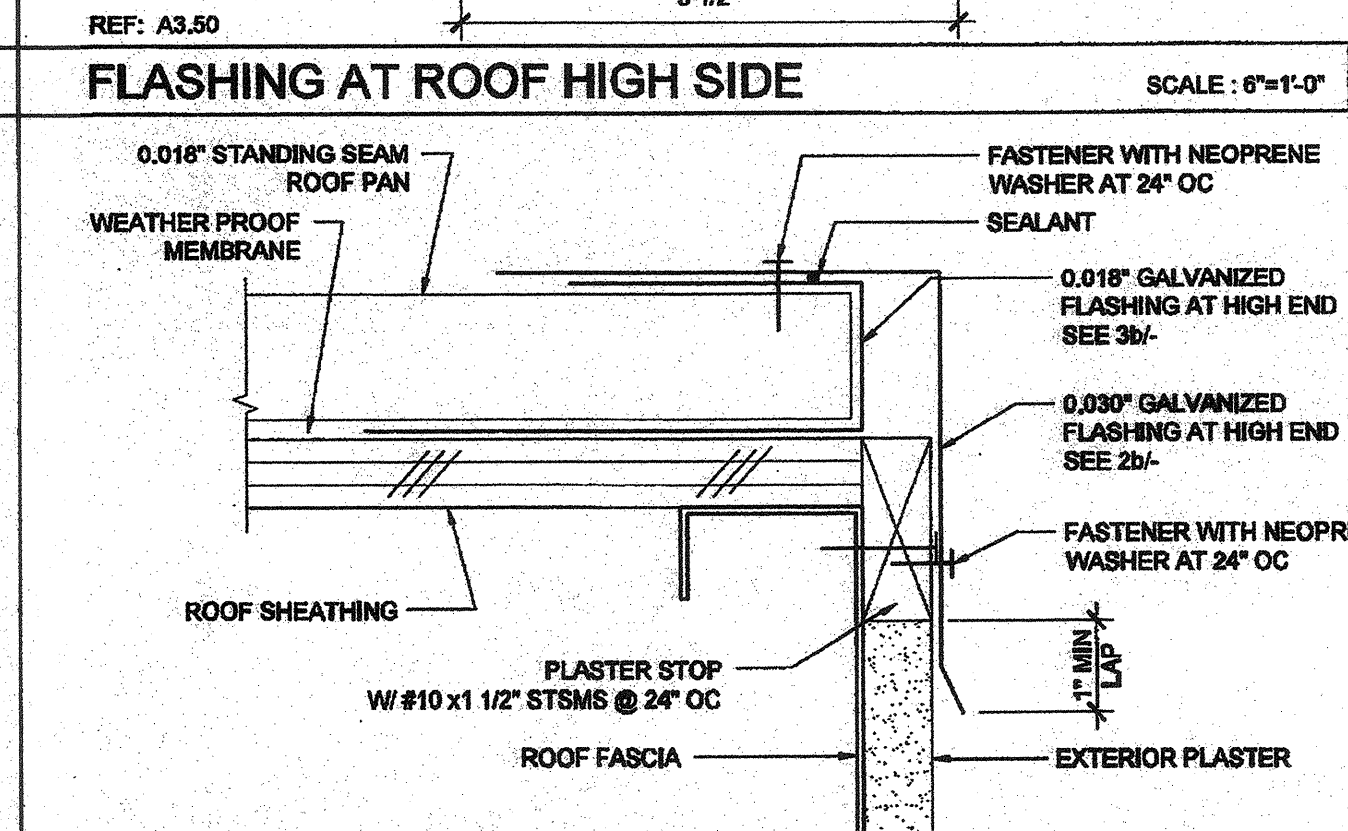 REF: A3.50
FLASHING AT ROOF HIGH SIDE
SCALE : 6"=1'-0"
0.018" STANDING SEAM
ROOF PAN
WEATHER PROOF
MEMBRANE
FASTENER WITH NEOPRENE
WASHER AT 24" OC
SEALANT
0.018" GALVANIZED
FLASHING AT HIGH END
SEE 3b/-
0.030" GALVANIZED
FLASHING AT HIGH END
SEE 2b/-
FASTENER WITH NEOPR
WASHER AT 24" OC
ROOF SHEATHING
1" MIN
LAP
PLASTER STOP
W/ #10 x1 1/2" STSMS @ 24" OC
ROOF FASCIA
EXTERIOR PLASTER